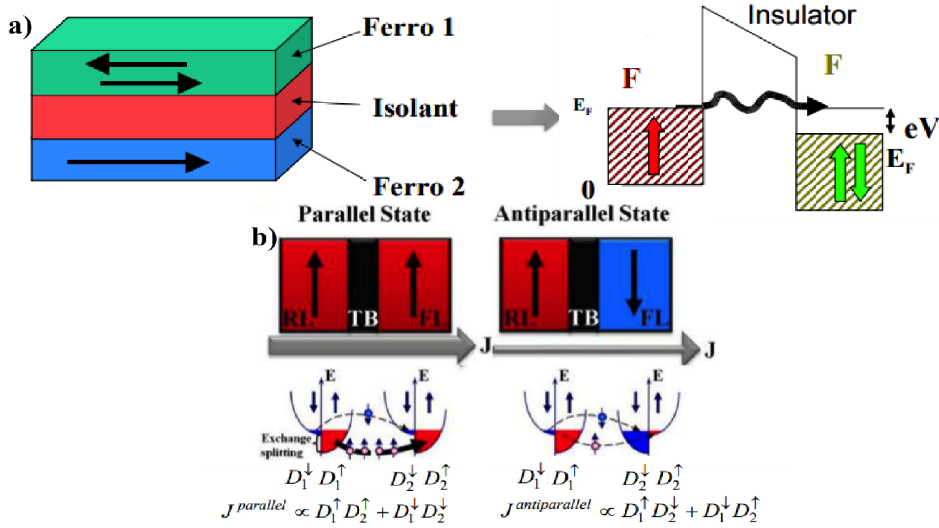 a)
Ferro 1
Isolant
Ferro 2
Insulator
F
F
E_F
0
eV
E_F
b)
Parallel State
Antiparallel State
RL TB FL
J
RL TB FL
J
E E
E E
Exchange
splitting
D₁↓ D₁↑ D₂↓ D₂↑
D₁↓ D₁↑ D₂↓ D₂↑
J^parallel ∝ D₁↑ D₂↑ + D₁↓ D₂↓
J^antiparallel ∝ D₁↑ D₂↓ + D₁↓ D₂↑